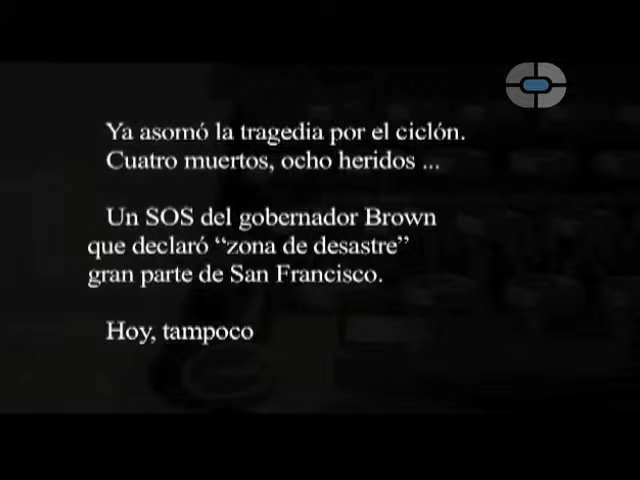 Ya asomó la tragedia por el ciclón.
Cuatro muertos, ocho heridos ...
Un SOS del gobernador Brown
que declaró “zona de desastre”
gran parte de San Francisco.
Hoy, tampoco